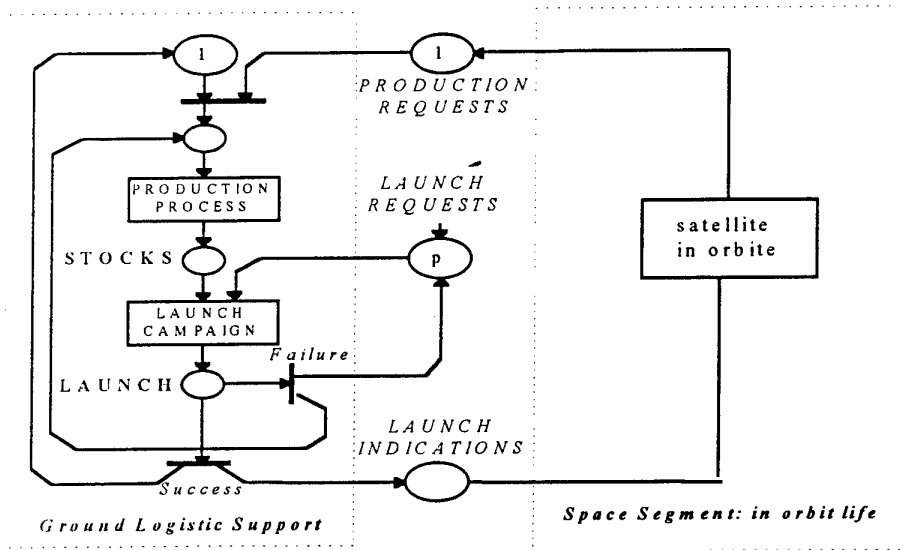 1
1
PRODUCTION
REQUESTS
PRODUCTION
PROCESS
LAUNCH
REQUESTS
satellite
in orbite
STOCKS
p
LAUNCH
CAMPAIGN
Failure
LAUNCH
LAUNCH
INDICATIONS
Success
Ground Logistic Support
Space Segment: in orbit life